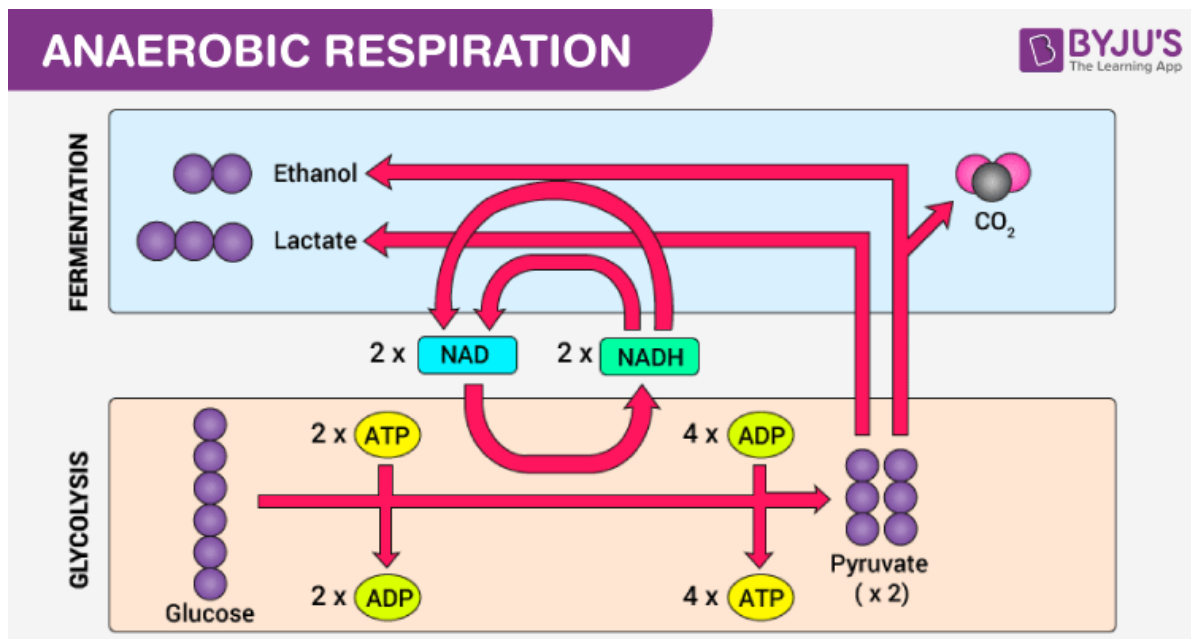 ANAEROBIC RESPIRATION
BYJU'S
The Learning App
FERMENTATION
Ethanol
Lactate
CO₂
2 x NAD
2 x NADH
GLYCOLYSIS
2 x ATP
4 x ADP
Glucose
2 x ADP
4 x ATP
Pyruvate
( x 2)